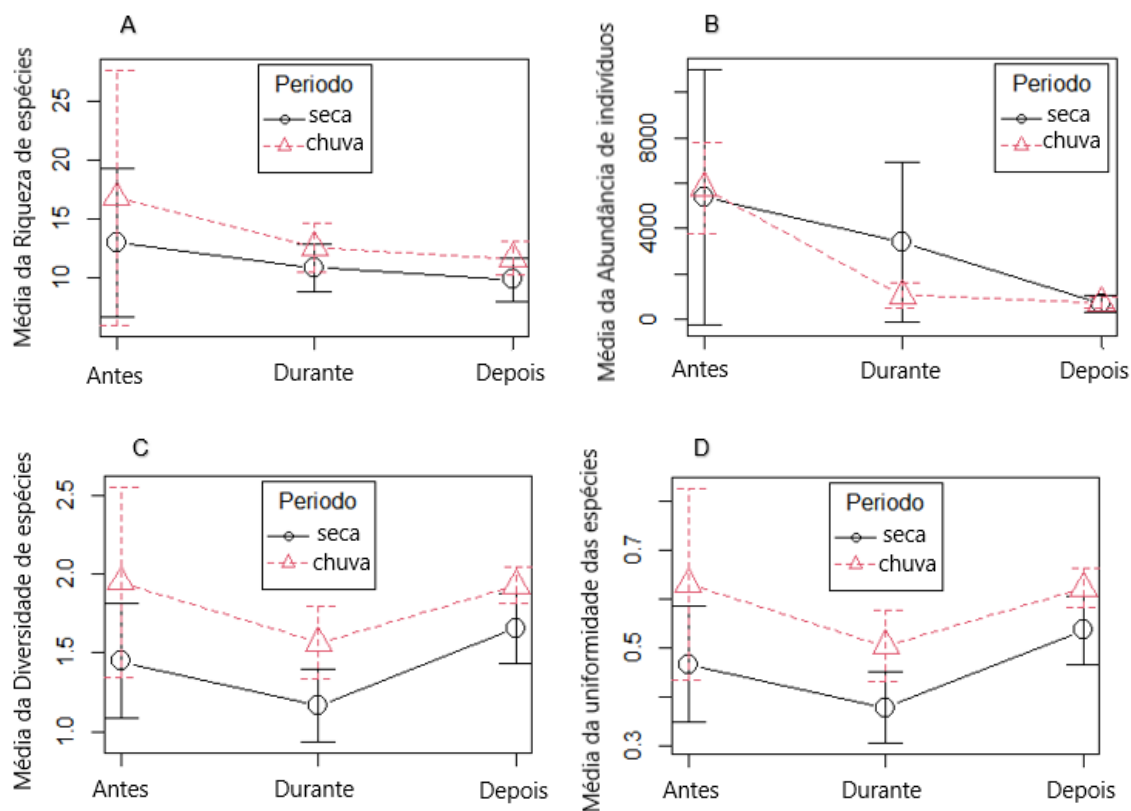 A
Média da Riqueza de espécies
25
20
15
10
Periodo
seca
chuva
Antes
Durante
Depois
B
Média da Abundância de indivíduos
8000
4000
0
Periodo
seca
chuva
Antes
Durante
Depois
C
Média da Diversidade de espécies
2.5
2.0
1.5
1.0
Periodo
seca
chuva
Antes
Durante
Depois
D
Média da uniformidade das espécies
0.7
0.5
0.3
Periodo
seca
chuva
Antes
Durante
Depois